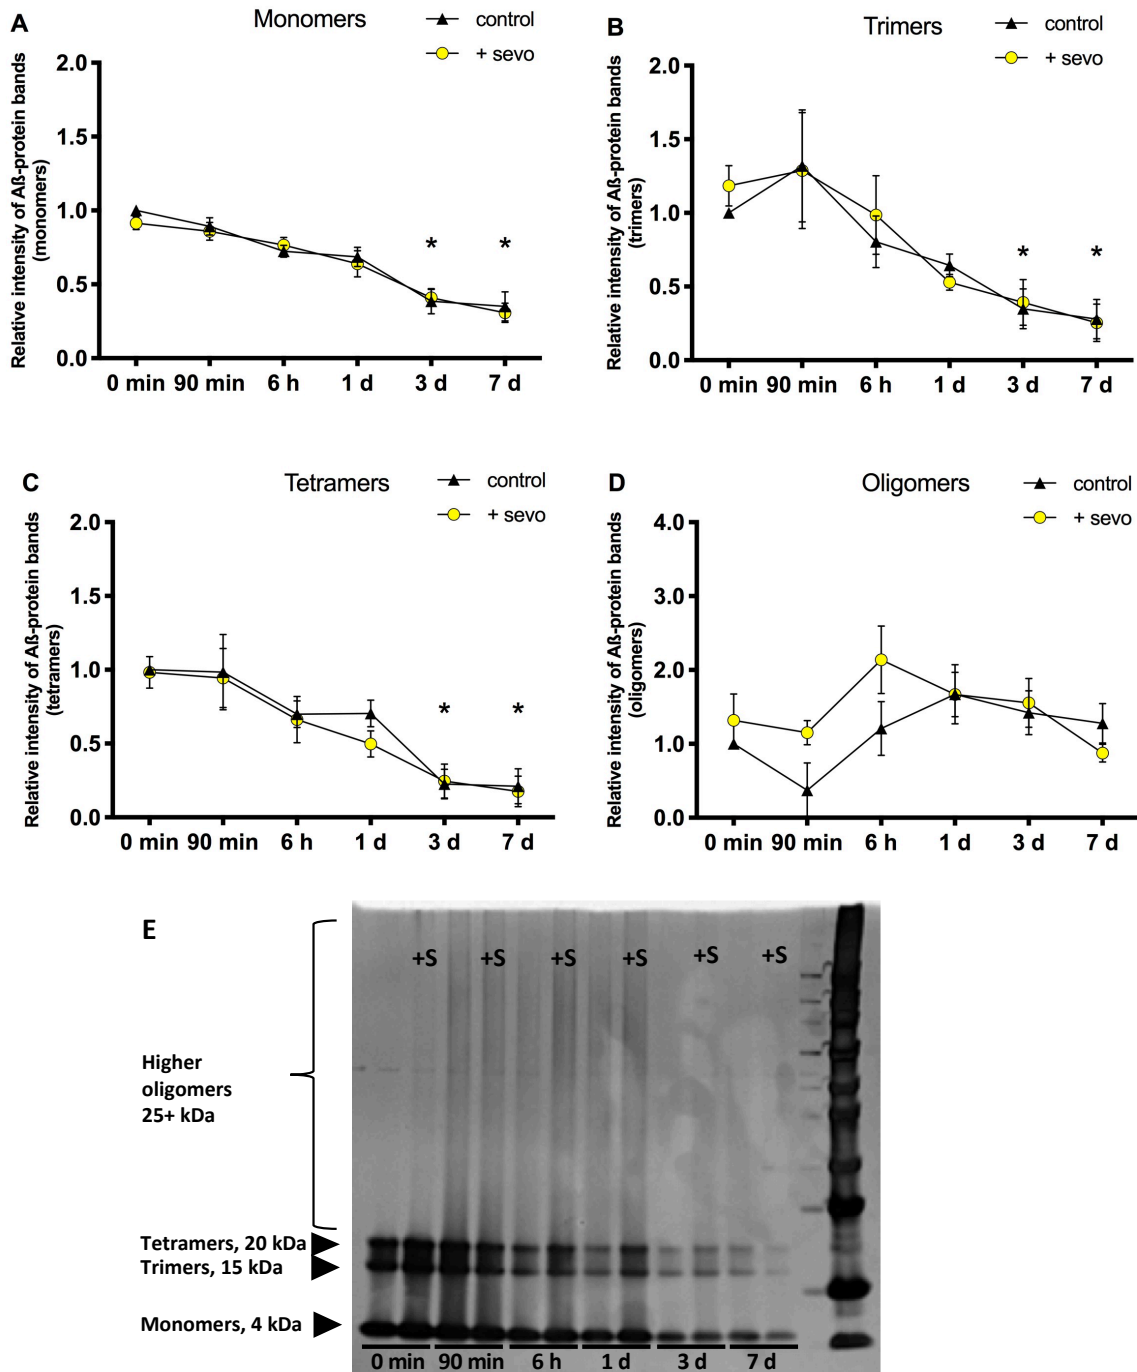 A
Monomers
control
+ sevo
Relative intensity of Aß-protein bands
(monomers)
2.0
1.5
1.0
0.5
0.0
*
*
0 min 90 min 6 h 1 d 3 d 7 d
B
Trimers
control
+ sevo
Relative intensity of Aß-protein bands
(trimers)
2.0
1.5
1.0
0.5
0.0
*
*
0 min 90 min 6 h 1 d 3 d 7 d
C
Tetramers
control
+ sevo
Relative intensity of Aß-protein bands
(tetramers)
2.0
1.5
1.0
0.5
0.0
*
*
0 min 90 min 6 h 1 d 3 d 7 d
D
Oligomers
control
+ sevo
Relative intensity of Aß-protein bands
(oligomers)
4.0
3.0
2.0
1.0
0.0
0 min 90 min 6 h 1 d 3 d 7 d
E
+S +S +S +S +S +S
Higher
oligomers
25+ kDa
Tetramers, 20 kDa
Trimers, 15 kDa
Monomers, 4 kDa
0 min 90 min 6 h 1 d 3 d 7 d